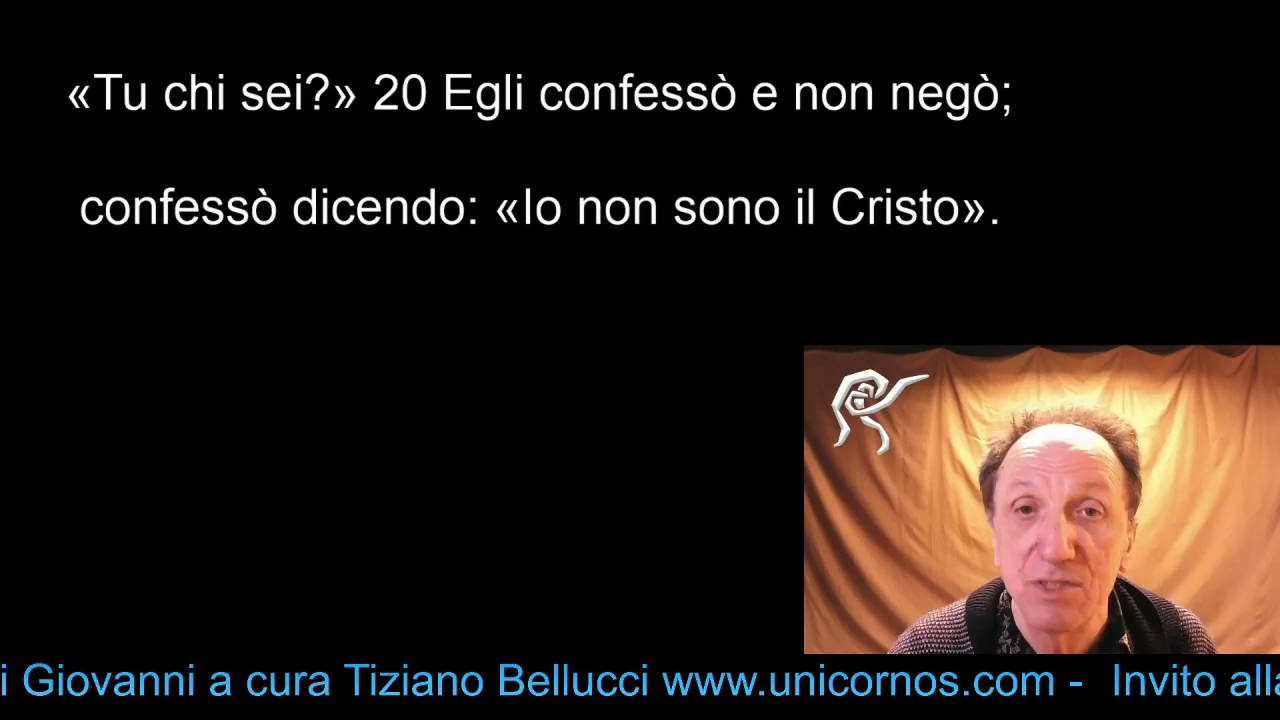 «Tu chi sei?» 20 Egli confessò e non negò;
confessò dicendo: «Io non sono il Cristo».
i Giovanni a cura Tiziano Bellucci www.unicornos.com - Invito alla